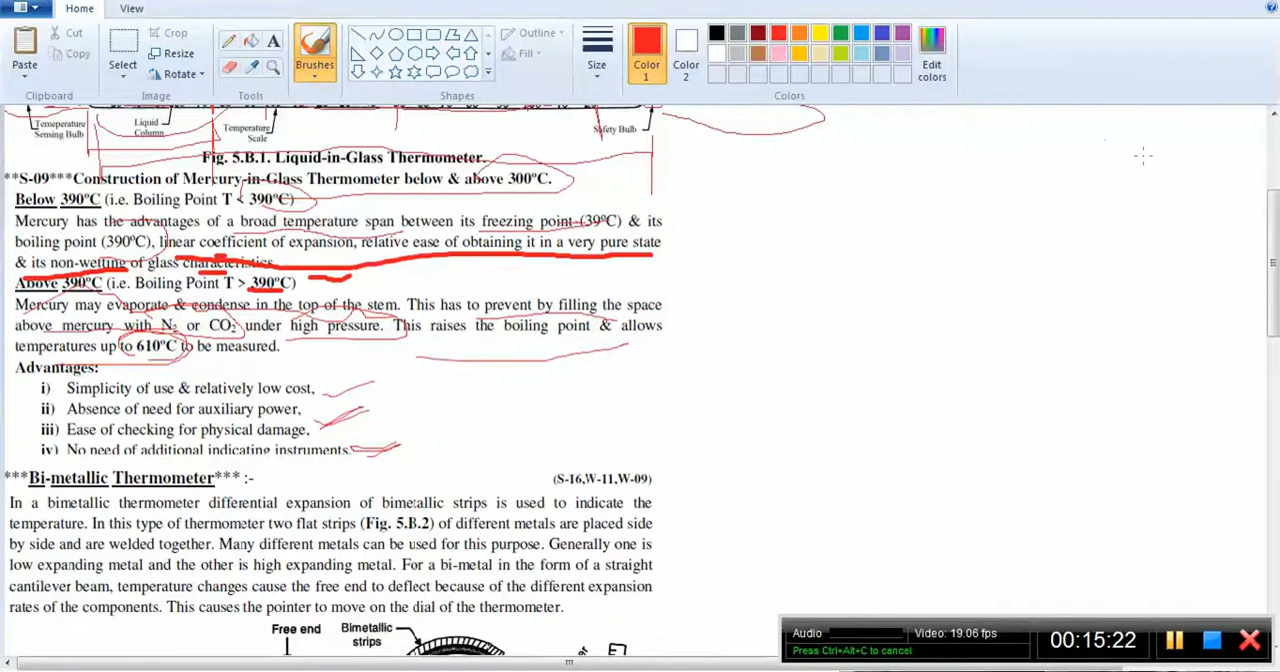 Home
View
Paste
Cut
Copy
Clipboard
Select
Crop
Resize
Rotate
Image
A
Tools
Brushes
Outline
Fill
Shapes
Size
Color 1
Color 2
Edit colors
Colors
Temeperature Sensing Bulb
Liquid Column
Temperature Scale
Safety Bulb
Fig. 5.B.1. Liquid-in-Glass Thermometer.
**S-09***Construction of Mercury-in-Glass Thermometer below & above 300ºC.
Below 390ºC (i.e. Boiling Point T < 390ºC)
Mercury has the advantages of a broad temperature span between its freezing point (39ºC) & its
boiling point (390ºC), linear coefficient of expansion, relative ease of obtaining it in a very pure state
& its non-wetting of glass characteristics.
Above 390ºC (i.e. Boiling Point T > 390ºC)
Mercury may evaporate & condense in the top of the stem. This has to prevent by filling the space
above mercury with N₂ or CO₂ under high pressure. This raises the boiling point & allows
temperatures up to 610ºC to be measured.
Advantages:
i) Simplicity of use & relatively low cost,
ii) Absence of need for auxiliary power,
iii) Ease of checking for physical damage,
iv) No need of additional indicating instruments.
***Bi-metallic Thermometer*** :- (S-16,W-11,W-09)
In a bimetallic thermometer differential expansion of bimetallic strips is used to indicate the
temperature. In this type of thermometer two flat strips (Fig. 5.B.2) of different metals are placed side
by side and are welded together. Many different metals can be used for this purpose. Generally one is
low expanding metal and the other is high expanding metal. For a bi-metal in the form of a straight
cantilever beam, temperature changes cause the free end to deflect because of the different expansion
rates of the components. This causes the pointer to move on the dial of the thermometer.
Free end
Bimetallic strips
Audio
Video: 19.06 fps
Press Ctrl+Alt+C to cancel
00:15:22